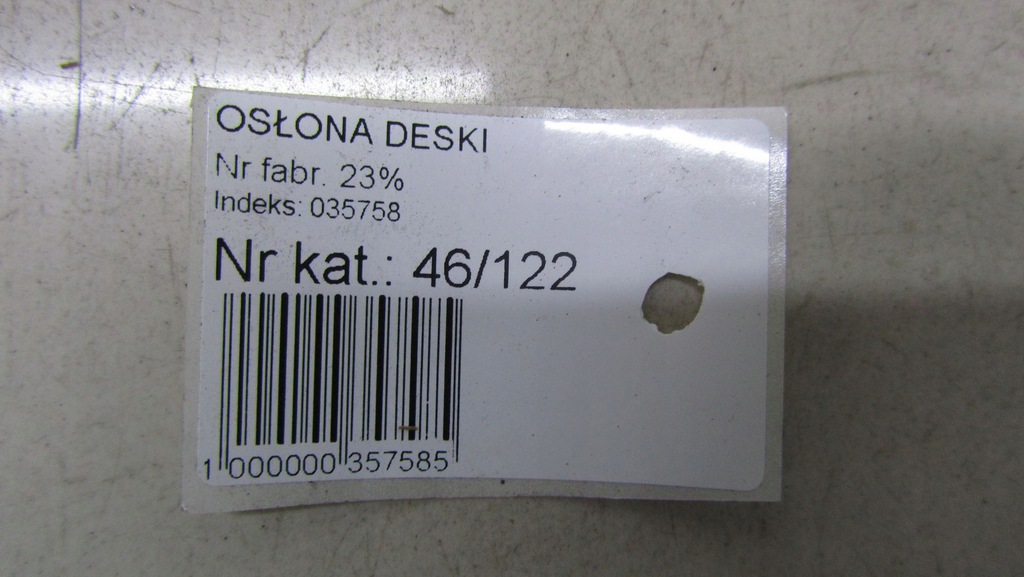 OSŁONA DESKI
Nr fabr. 23%
Indeks: 035758
Nr kat.: 46/122
1 000000 357585